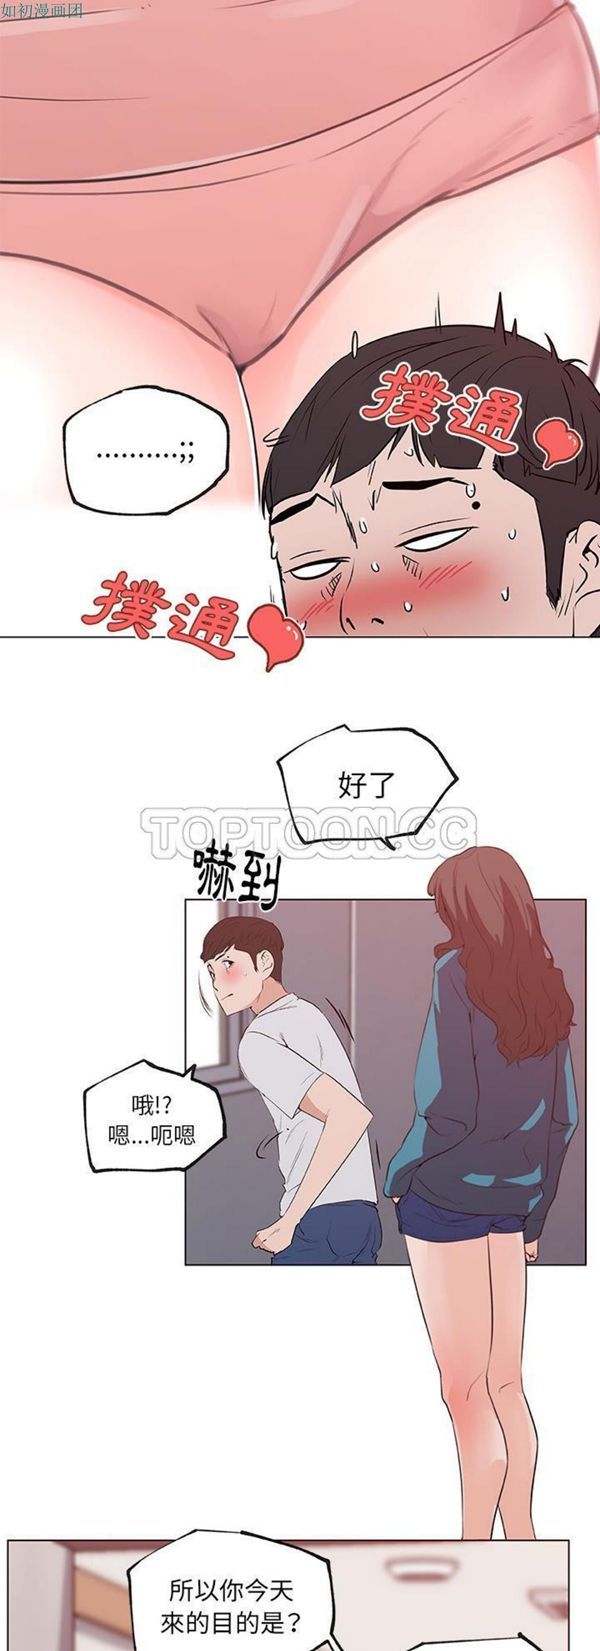 如初漫画团
撲通
............;;
撲通
好了
TOPTOON.CC
嚇到
哦!?
嗯...呃嗯
所以你今天
來的目的是？